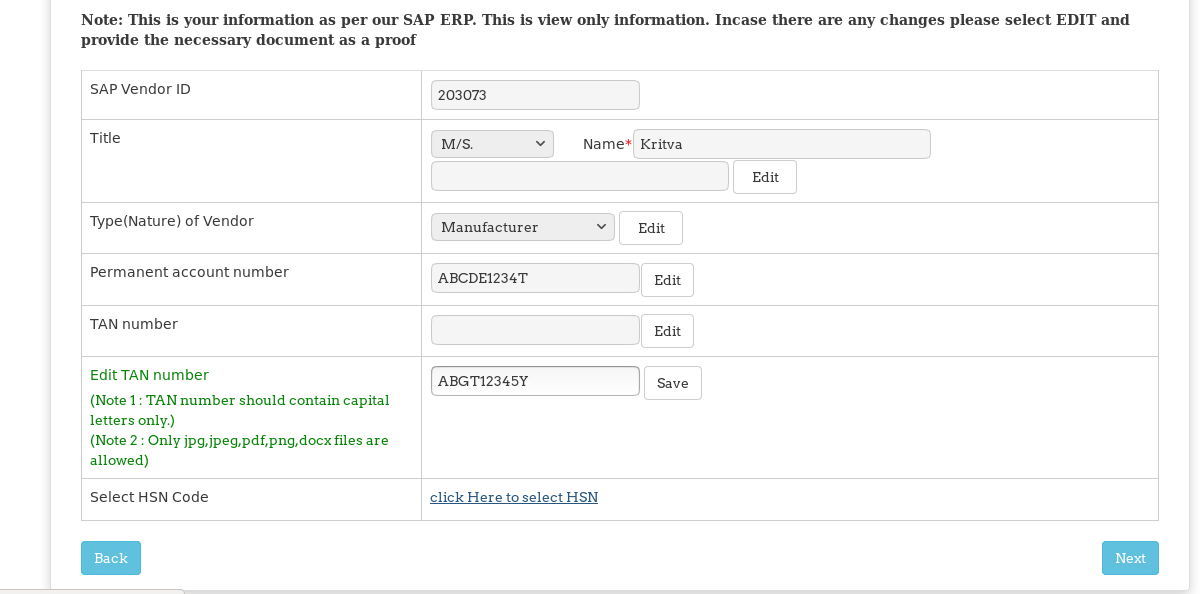 Note: This is your information as per our SAP ERP. This is view only information. Incase there are any changes please select EDIT and
provide the necessary document as a proof
SAP Vendor ID
203073
Title
M/S.
Name*
Kritva
Edit
Type(Nature) of Vendor
Manufacturer
Edit
Permanent account number
ABCDE1234T
Edit
TAN number
Edit
Edit TAN number
ABGT12345Y
Save
(Note 1 : TAN number should contain capital
letters only.)
(Note 2 : Only jpg,jpeg,pdf,png,docx files are
allowed)
Select HSN Code
click Here to select HSN
Back
Next